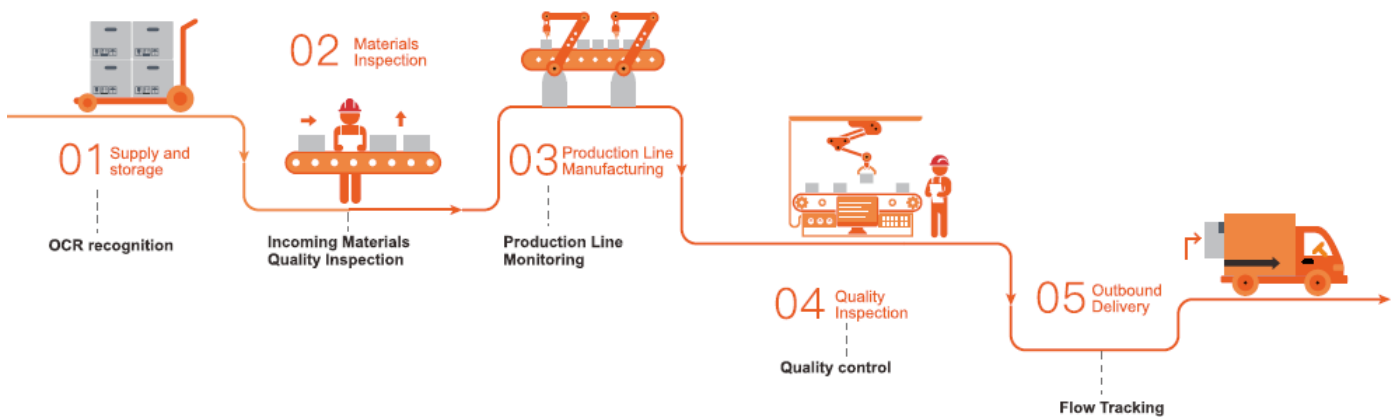 01 Supply and
storage
OCR recognition
02 Materials
Inspection
Incoming Materials
Quality Inspection
03 Production Line
Manufacturing
Production Line
Monitoring
04 Quality
Inspection
Quality control
05 Outbound
Delivery
Flow Tracking